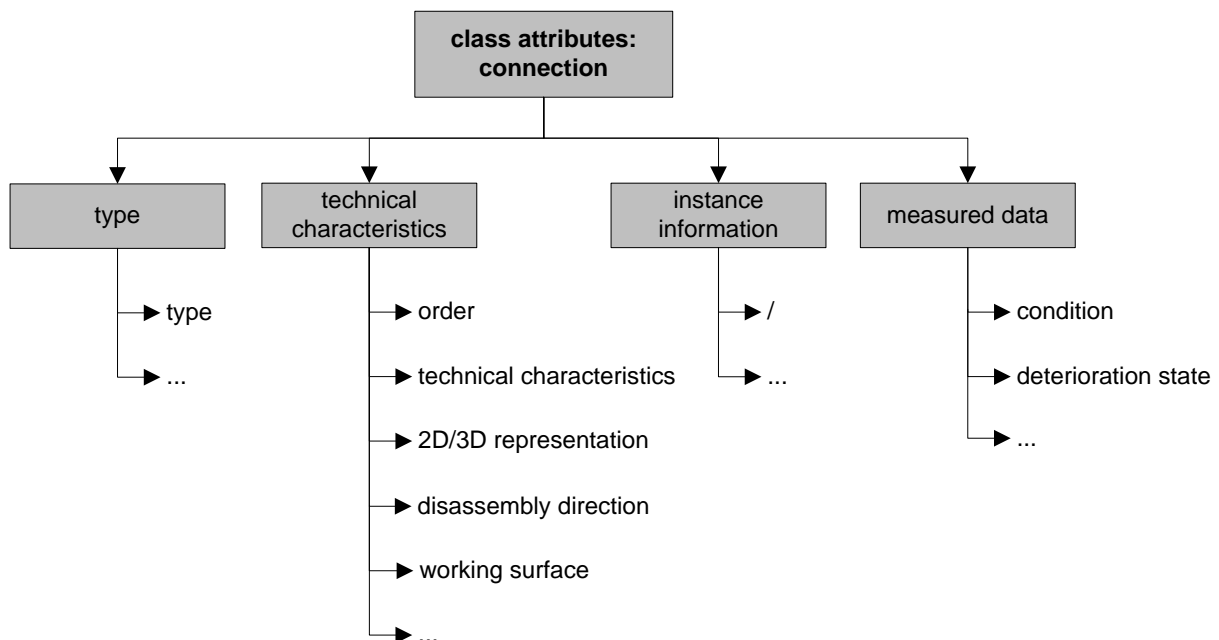 class attributes:
connection
type
technical
characteristics
instance
information
measured data
type
...
order
technical characteristics
2D/3D representation
disassembly direction
working surface
...
/
...
condition
deterioration state
...